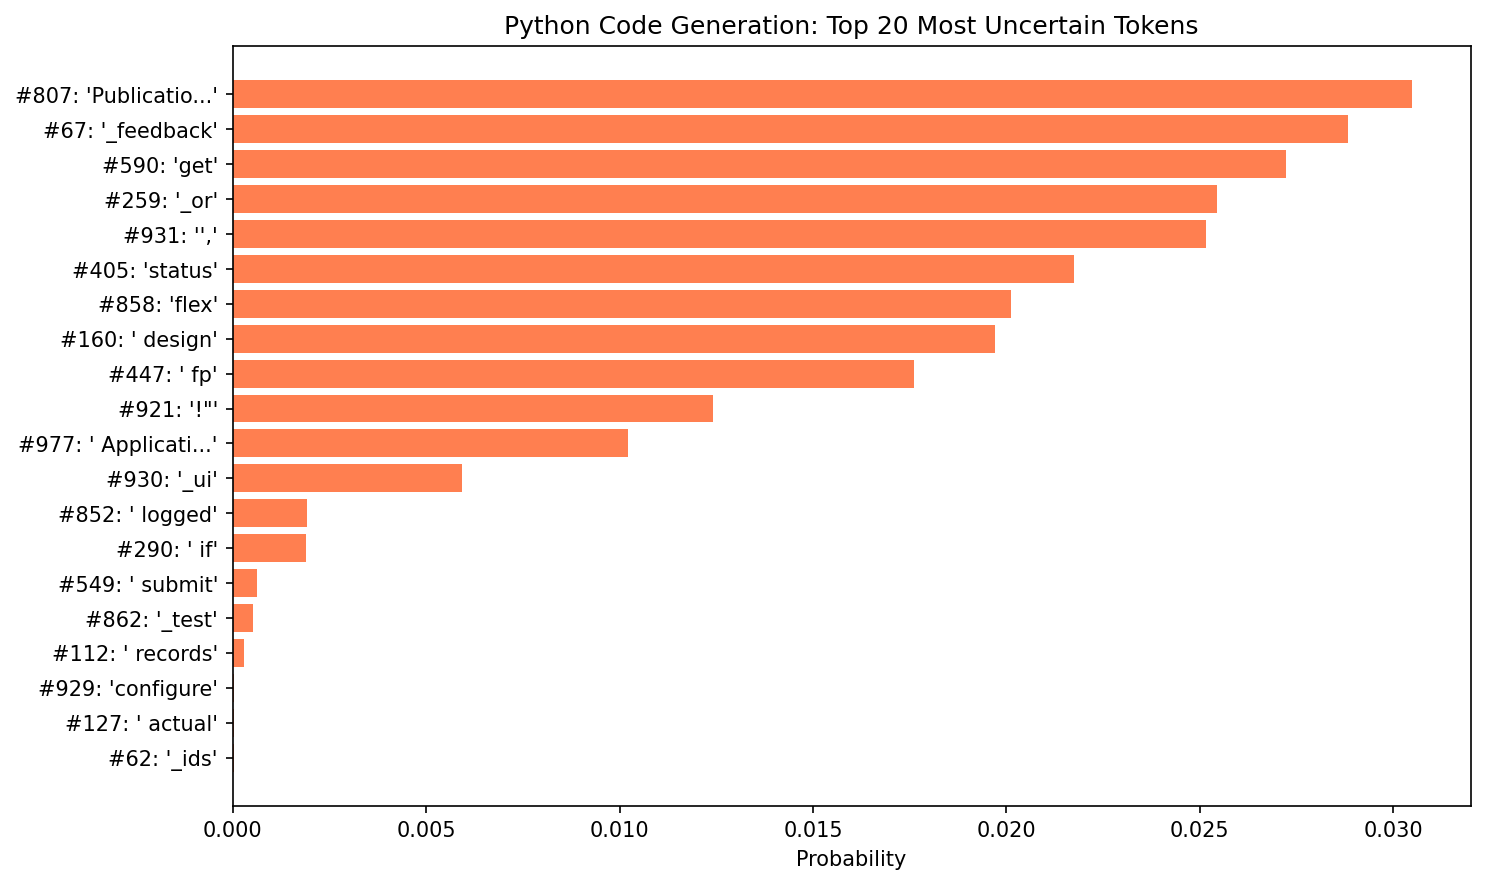 Python Code Generation: Top 20 Most Uncertain Tokens
#807: 'Publicatio...'
#67: '_feedback'
#590: 'get'
#259: '_or'
#931: '','
#405: 'status'
#858: 'flex'
#160: ' design'
#447: ' fp'
#921: '!"'
#977: ' Applicati...'
#930: '_ui'
#852: ' logged'
#290: ' if'
#549: ' submit'
#862: '_test'
#112: ' records'
#929: 'configure'
#127: ' actual'
#62: '_ids'
0.000 0.005 0.010 0.015 0.020 0.025 0.030
Probability